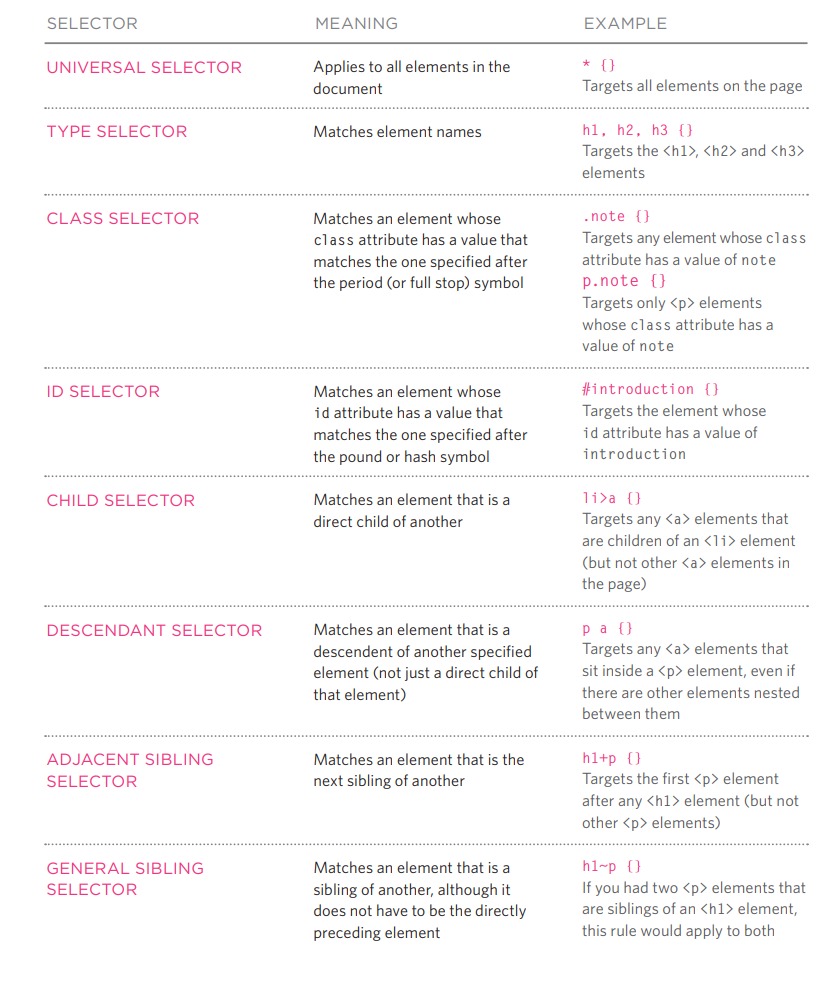 SELECTOR MEANING EXAMPLE
UNIVERSAL SELECTOR
Applies to all elements in the
document
* {}
Targets all elements on the page
TYPE SELECTOR
Matches element names
h1, h2, h3 {}
Targets the <h1>, <h2> and <h3>
elements
CLASS SELECTOR
Matches an element whose
class attribute has a value that
matches the one specified after
the period (or full stop) symbol
.note {}
Targets any element whose class
attribute has a value of note
p.note {}
Targets only <p> elements
whose class attribute has a
value of note
ID SELECTOR
Matches an element whose
id attribute has a value that
matches the one specified after
the pound or hash symbol
#introduction {}
Targets the element whose
id attribute has a value of
introduction
CHILD SELECTOR
Matches an element that is a
direct child of another
li>a {}
Targets any <a> elements that
are children of an <li> element
(but not other <a> elements in
the page)
DESCENDANT SELECTOR
Matches an element that is a
descendent of another specified
element (not just a direct child of
that element)
p a {}
Targets any <a> elements that
sit inside a <p> element, even if
there are other elements nested
between them
ADJACENT SIBLING
SELECTOR
Matches an element that is the
next sibling of another
h1+p {}
Targets the first <p> element
after any <h1> element (but not
other <p> elements)
GENERAL SIBLING
SELECTOR
Matches an element that is a
sibling of another, although it
does not have to be the directly
preceding element
h1~p {}
If you had two <p> elements that
are siblings of an <h1> element,
this rule would apply to both